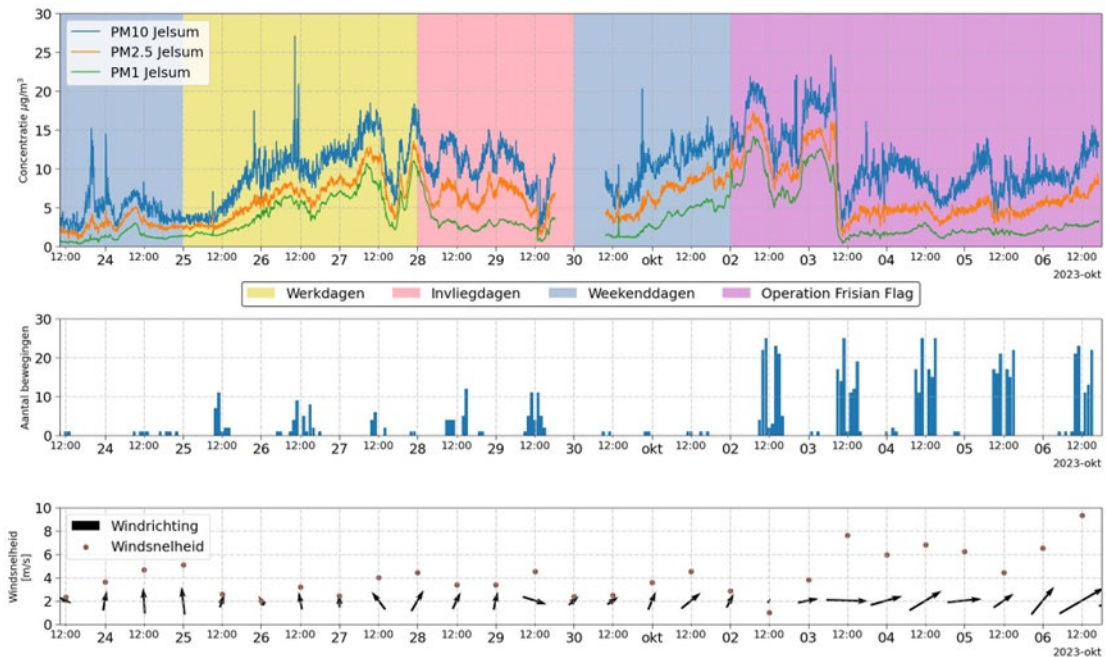 30
25
20
15
10
5
0
Concentratie µg/m³
PM10 Jelsum
PM2.5 Jelsum
PM1 Jelsum
12:00 24 12:00 25 12:00 26 12:00 27 12:00 28 12:00 29 12:00 30 12:00 okt 12:00 02 12:00 03 12:00 04 12:00 05 12:00 06 12:00
2023-okt
Werkdagen Invliegdagen Weekenddagen Operation Frisian Flag
30
20
10
0
Aantal bewegingen
12:00 24 12:00 25 12:00 26 12:00 27 12:00 28 12:00 29 12:00 30 12:00 okt 12:00 02 12:00 03 12:00 04 12:00 05 12:00 06 12:00
2023-okt
10
8
6
4
2
0
Windsnelheid
[m/s]
Windrichting
Windsnelheid
12:00 24 12:00 25 12:00 26 12:00 27 12:00 28 12:00 29 12:00 30 12:00 okt 12:00 02 12:00 03 12:00 04 12:00 05 12:00 06 12:00
2023-okt